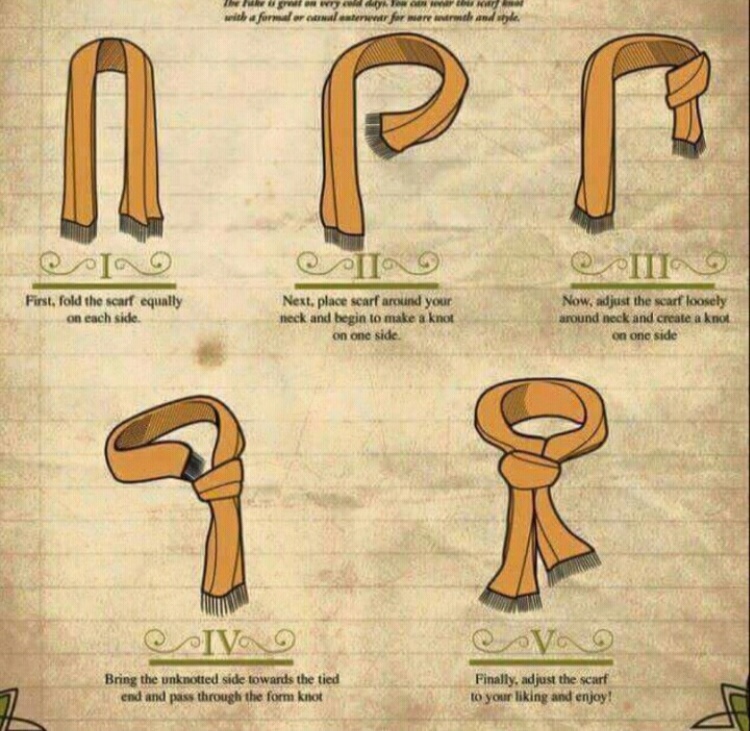 The Fake is great on very cold days. You can wear this scarf knot
with a formal or casual outerwear for more warmth and style.
I
II
III
First, fold the scarf equally
on each side.
Next, place scarf around your
neck and begin to make a knot
on one side.
Now, adjust the scarf loosely
around neck and create a knot
on one side
IV
V
Bring the unknotted side towards the tied
end and pass through the form knot
Finally, adjust the scarf
to your liking and enjoy!